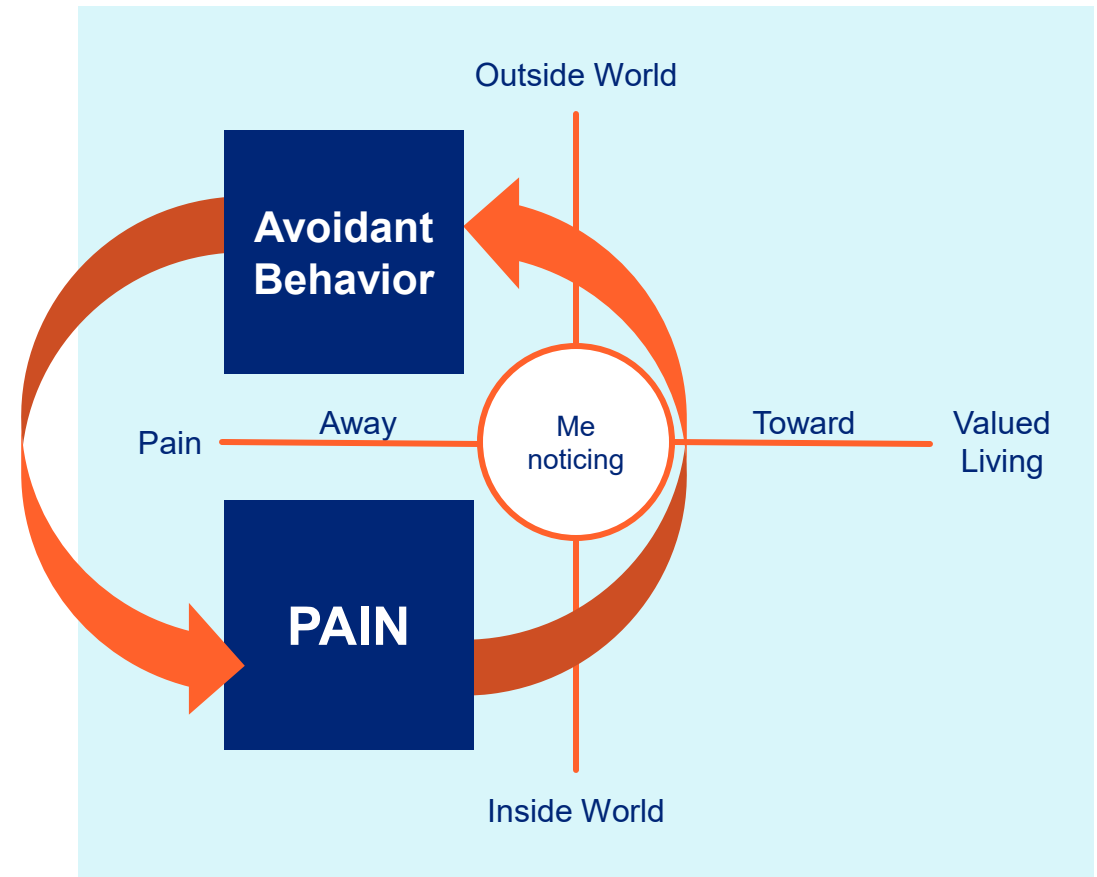 Outside World
Avoidant
Behavior
Pain
Away
Me
noticing
Toward
Valued
Living
PAIN
Inside World